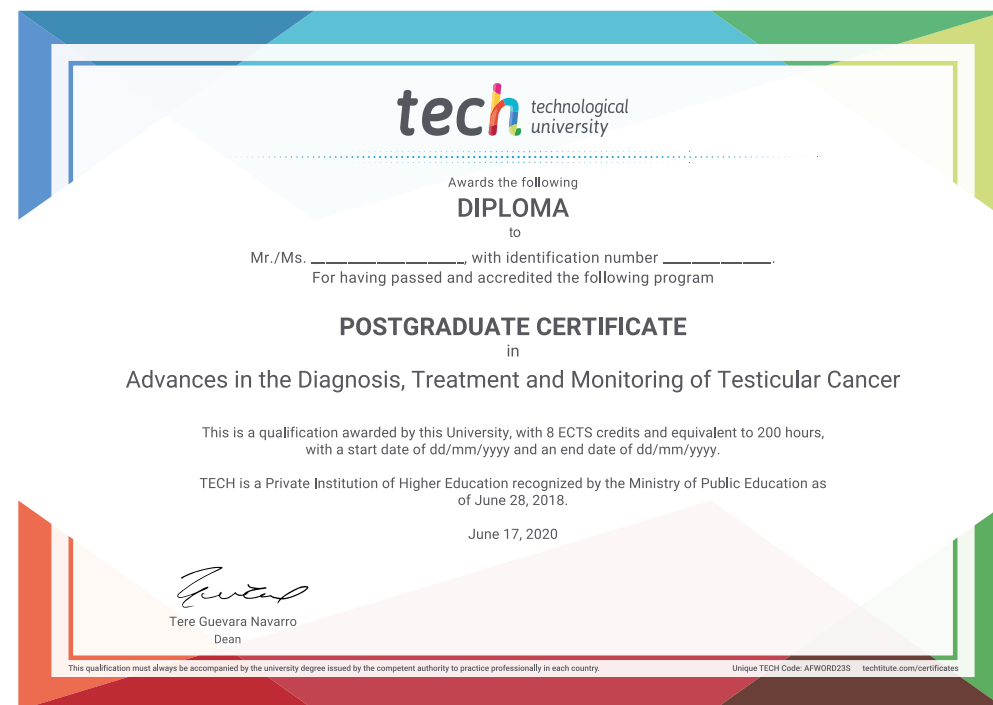 tech technological
university
Awards the following
DIPLOMA
to
Mr./Ms. __________________, with identification number _____________.
For having passed and accredited the following program
POSTGRADUATE CERTIFICATE
in
Advances in the Diagnosis, Treatment and Monitoring of Testicular Cancer
This is a qualification awarded by this University, with 8 ECTS credits and equivalent to 200 hours,
with a start date of dd/mm/yyyy and an end date of dd/mm/yyyy.
TECH is a Private Institution of Higher Education recognized by the Ministry of Public Education as
of June 28, 2018.
June 17, 2020
Tere Guevara Navarro
Dean
This qualification must always be accompanied by the university degree issued by the competent authority to practice professionally in each country.
Unique TECH Code: AFWORD23S techtitute.com/certificates